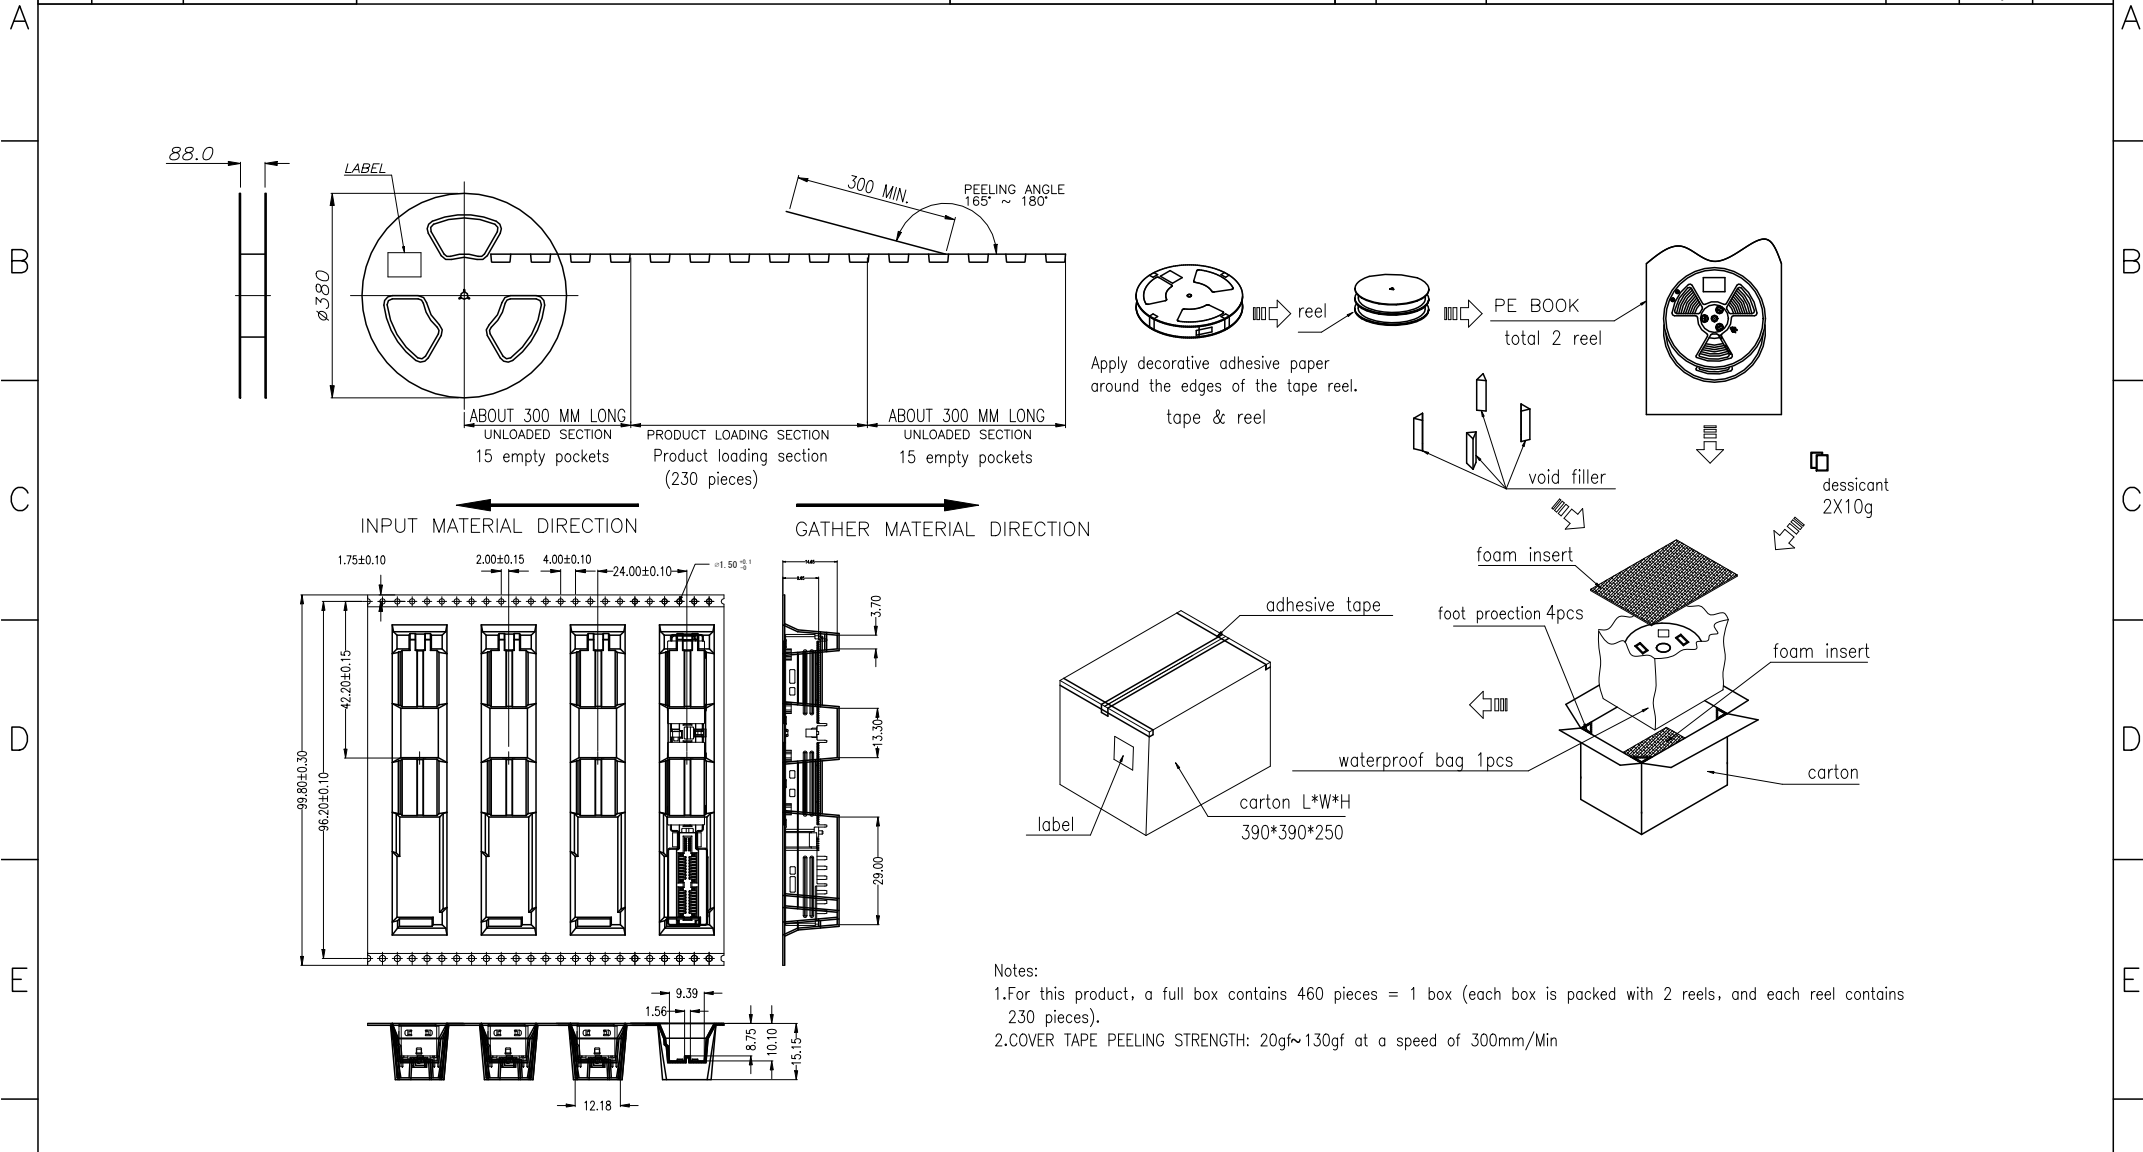 A
A
B
B
C
C
D
D
E
E
88.0
LABEL
ø380
300 MIN.
PEELING ANGLE
165° ~ 180°
ABOUT 300 MM LONG
UNLOADED SECTION
15 empty pockets
PRODUCT LOADING SECTION
Product loading section
(230 pieces)
ABOUT 300 MM LONG
UNLOADED SECTION
15 empty pockets
INPUT MATERIAL DIRECTION
GATHER MATERIAL DIRECTION
reel
PE BOOK
total 2 reel
Apply decorative adhesive paper
around the edges of the tape reel.
tape & reel
void filler
dessicant
2X10g
foam insert
foot proection 4pcs
foam insert
waterproof bag 1pcs
carton
adhesive tape
label
carton L*W*H
390*390*250
1.75±0.10
2.00±0.15
4.00±0.10
24.00±0.10
ø1.50 +0.1
-0
42.20±0.15
99.80±0.30
96.20±0.10
3.70
13.30
29.00
9.39
1.56
8.75
10.10
15.15
12.18
Notes:
1.For this product, a full box contains 460 pieces = 1 box (each box is packed with 2 reels, and each reel contains
230 pieces).
2.COVER TAPE PEELING STRENGTH: 20gf~130gf at a speed of 300mm/Min